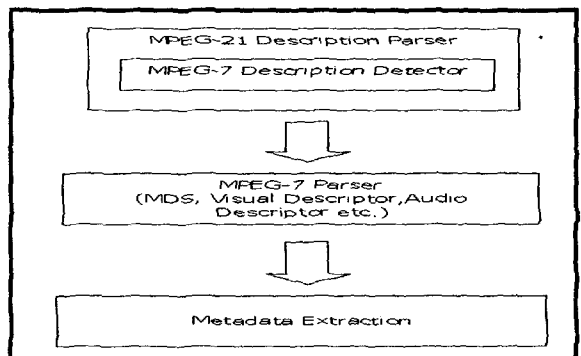 MPEG-21 Description Parser
MPEG-7 Description Detector
MPEG-7 Parser
(MDS, Visual Descriptor,Audio
Descriptor etc.)
Metadata Extraction